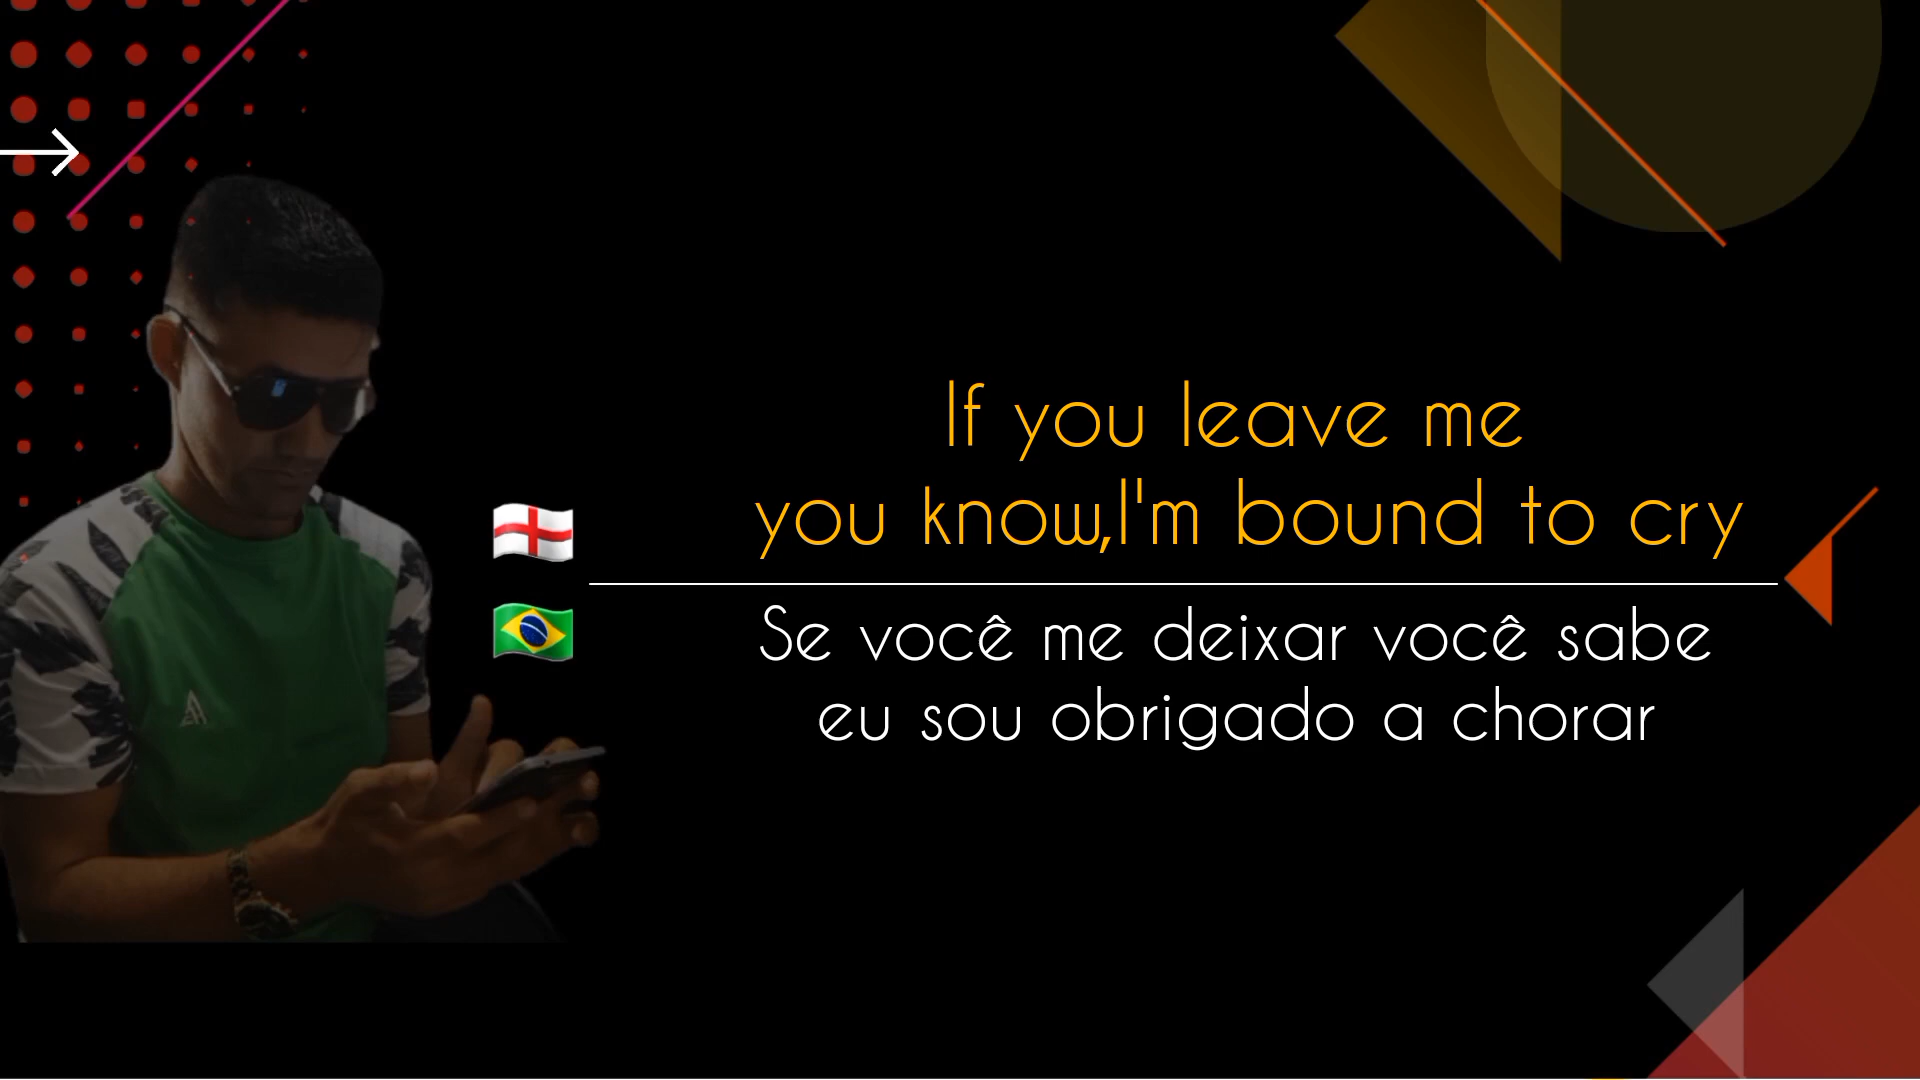 If you leave me
you know,I'm bound to cry
Se você me deixar você sabe
eu sou obrigado a chorar